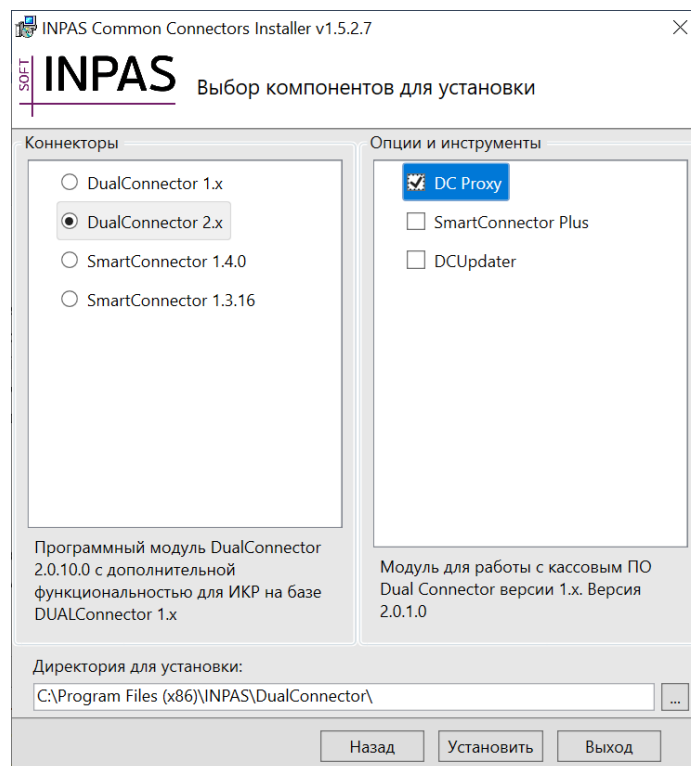 INPAS Common Connectors Installer v1.5.2.7
SOFT
INPAS
Выбор компонентов для установки
Коннекторы
DualConnector 1.x
DualConnector 2.x
SmartConnector 1.4.0
SmartConnector 1.3.16
Программный модуль DualConnector
2.0.10.0 с дополнительной
функциональностью для ИКР на базе
DUALConnector 1.x
Опции и инструменты
DC Proxy
SmartConnector Plus
DCUpdater
Модуль для работы с кассовым ПО
Dual Connector версии 1.x. Версия
2.0.1.0
Директория для установки:
C:\Program Files (x86)\INPAS\DualConnector\
...
Назад
Установить
Выход